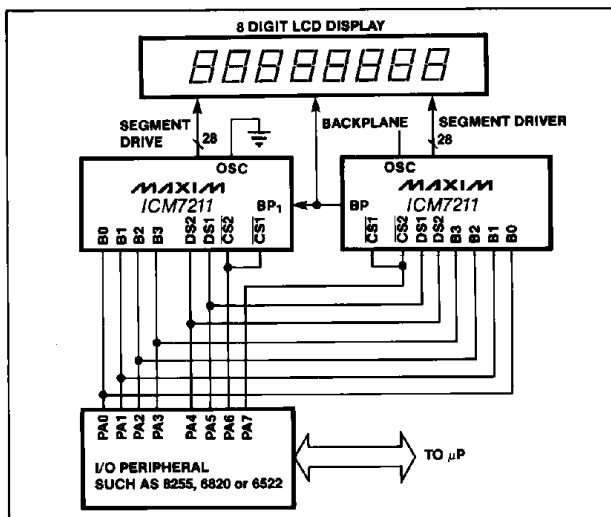 8 DIGIT LCD DISPLAY
SEGMENT DRIVE
28
BACKPLANE
SEGMENT DRIVER
28
OSC
MAXIM
ICM7211
BP1
B0 B1 B2 B3 DS2 DS1 CS2 CS1
OSC
MAXIM
ICM7211
BP
CS1 CS2 DS1 DS2 B3 B2 B1 B0
PA0 PA1 PA2 PA3 PA4 PA5 PA6 PA7
I/O PERIPHERAL
SUCH AS 8255, 6820 or 6522
TO μP